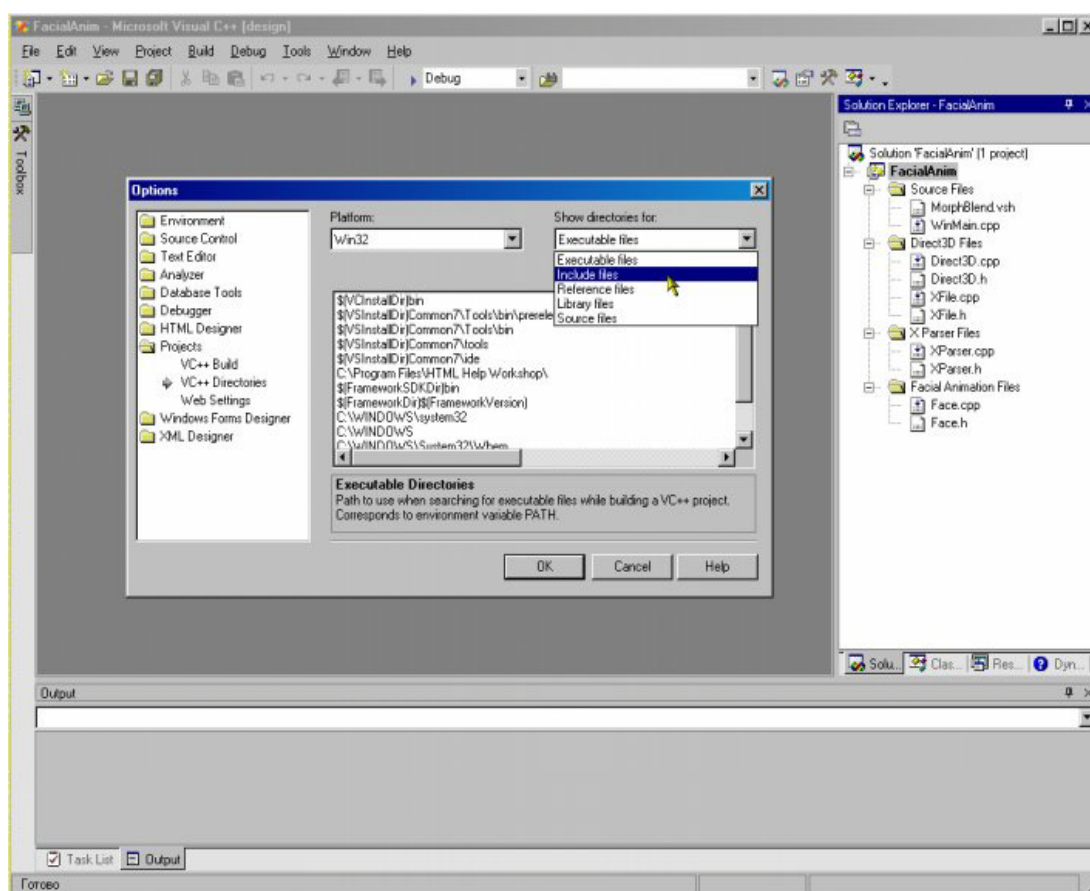 FacialAnim - Microsoft Visual C++ [design]
File Edit View Project Build Debug Tools Window Help
Debug
Toolbox
Solution Explorer - FacialAnim
Solution 'FacialAnim' (1 project)
FacialAnim
Source Files
MorphBlend.vsh
WinMain.cpp
Direct3D Files
Direct3D.cpp
Direct3D.h
XFile.cpp
XFile.h
X Parser Files
XParser.cpp
XParser.h
Facial Animation Files
Face.cpp
Face.h
Options
Environment
Source Control
Text Editor
Analyzer
Database Tools
Debugger
HTML Designer
Projects
VC++ Build
VC++ Directories
Web Settings
Windows Forms Designer
XML Designer
Platform:
Win32
Show directories for:
Executable files
Executable files
Include files
Reference files
Library files
Source files
$(VCInstallDir)bin
$(VSInstallDir)Common7\Tools\bin\prerele
$(VSInstallDir)Common7\Tools\bin
$(VSInstallDir)Common7\tools
$(VSInstallDir)Common7\ide
C:\Program Files\HTML Help Workshop\
$(FrameworkSDKDir)bin
$(FrameworkDir)$(FrameworkVersion)
C:\WINDOWS\system32
C:\WINDOWS
C:\WINDOWS\System32\Wbem
Executable Directories
Path to use when searching for executable files while building a VC++ project.
Corresponds to environment variable PATH.
OK Cancel Help
Solu... Clas... Res... Dyn...
Output
Task List Output
Готово